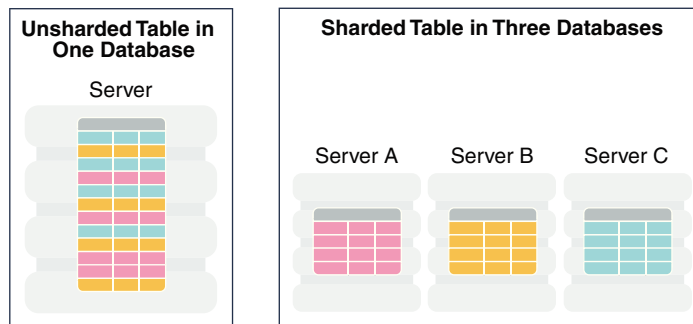 Unsharded Table in
One Database
Server
Sharded Table in Three Databases
Server A
Server B
Server C